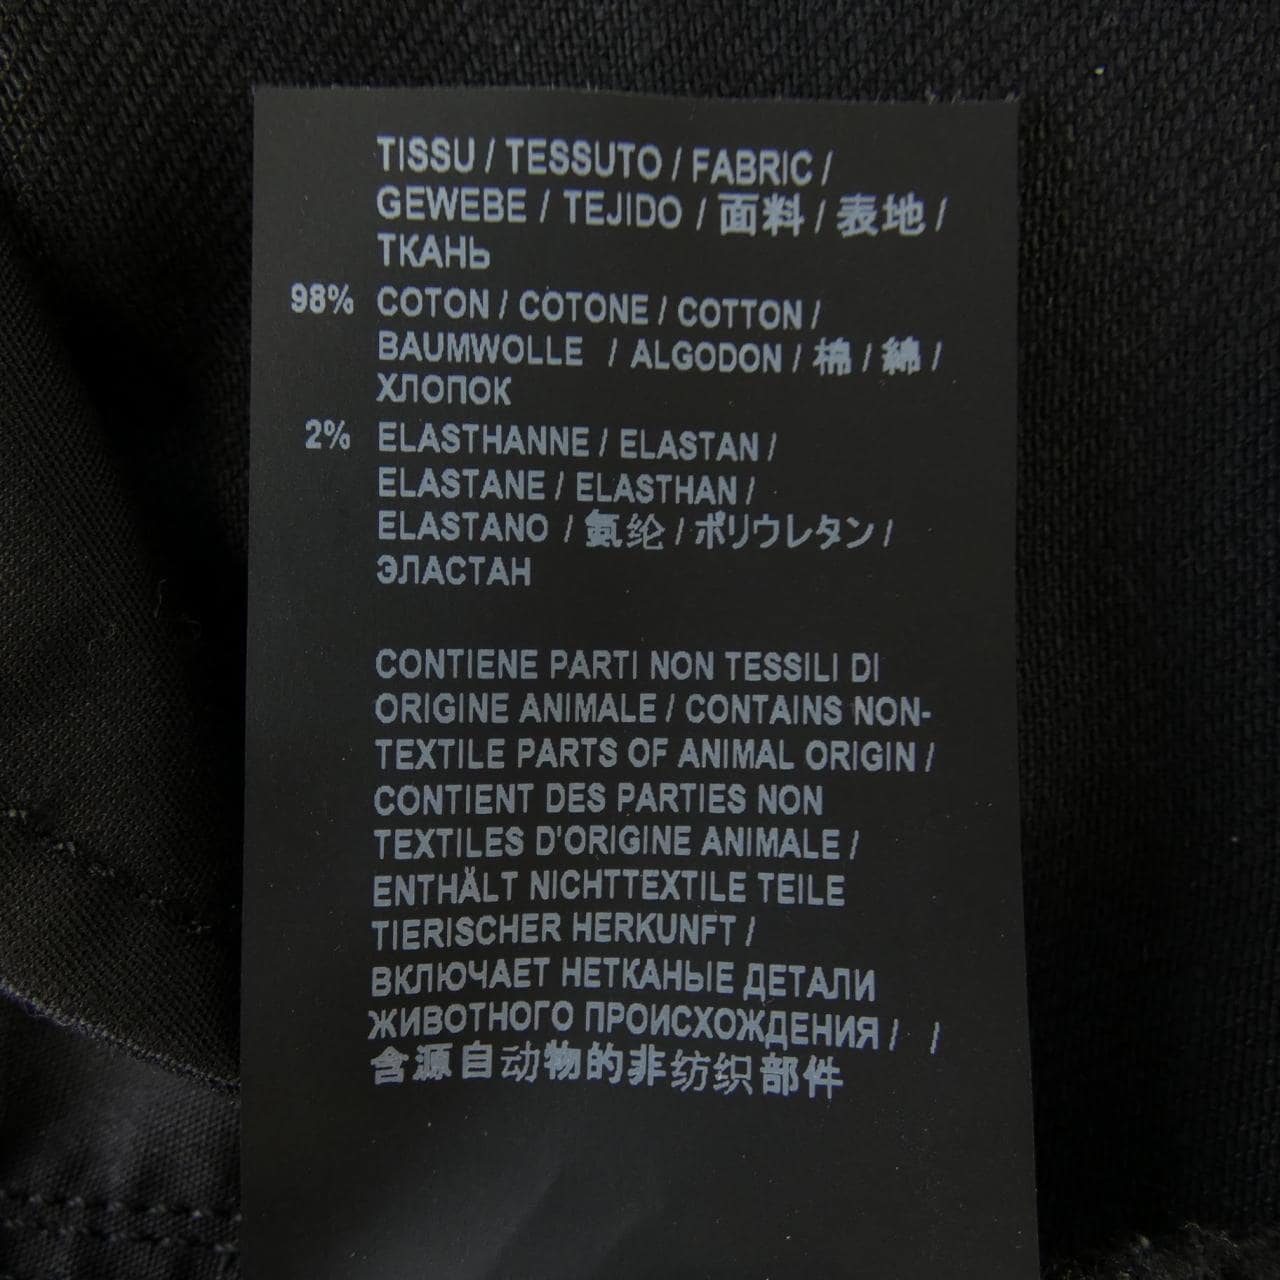 TISSU / TESSUTO / FABRIC /
GEWEBE / TEJIDO / 面料 / 表地 /
ТКАНЬ
98% COTON / COTONE / COTTON /
BAUMWOLLE / ALGODON / 棉 / 綿 /
ХЛОПОК
2% ELASTHANNE / ELASTAN /
ELASTANE / ELASTHAN /
ELASTANO / 氨纶 / ポリウレタン /
ЭЛАСТАН
CONTIENE PARTI NON TESSILI DI
ORIGINE ANIMALE / CONTAINS NON-
TEXTILE PARTS OF ANIMAL ORIGIN /
CONTIENT DES PARTIES NON
TEXTILES D'ORIGINE ANIMALE /
ENTHÄLT NICHTTEXTILE TEILE
TIERISCHER HERKUNFT /
ВКЛЮЧАЕТ НЕТКАНЫЕ ДЕТАЛИ
ЖИВОТНОГО ПРОИСХОЖДЕНИЯ / /
含源自动物的非纺织部件